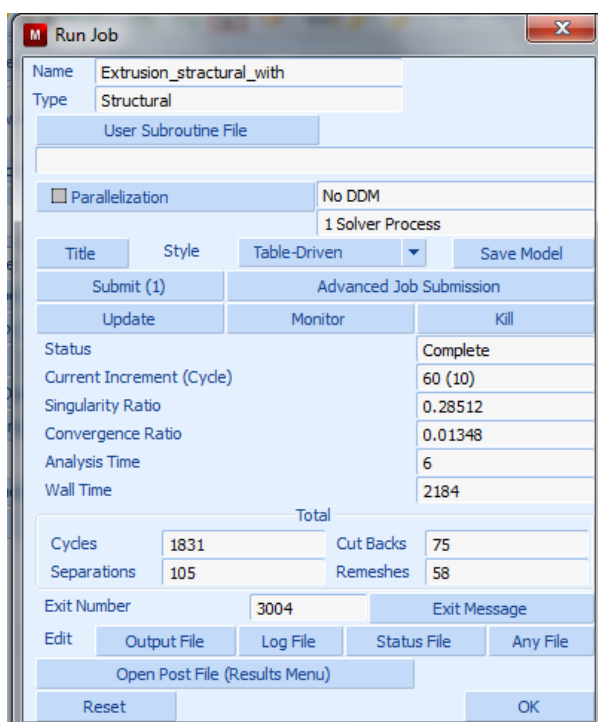 M Run Job X
Name Extrusion_stractural_with
Type Structural
User Subroutine File
Parallelization No DDM
1 Solver Process
Title Style Table-Driven Save Model
Submit (1) Advanced Job Submission
Update Monitor Kill
Status Complete
Current Increment (Cycle) 60 (10)
Singularity Ratio 0.28512
Convergence Ratio 0.01348
Analysis Time 6
Wall Time 2184
Total
Cycles 1831 Cut Backs 75
Separations 105 Remeshes 58
Exit Number 3004 Exit Message
Edit Output File Log File Status File Any File
Open Post File (Results Menu)
Reset OK